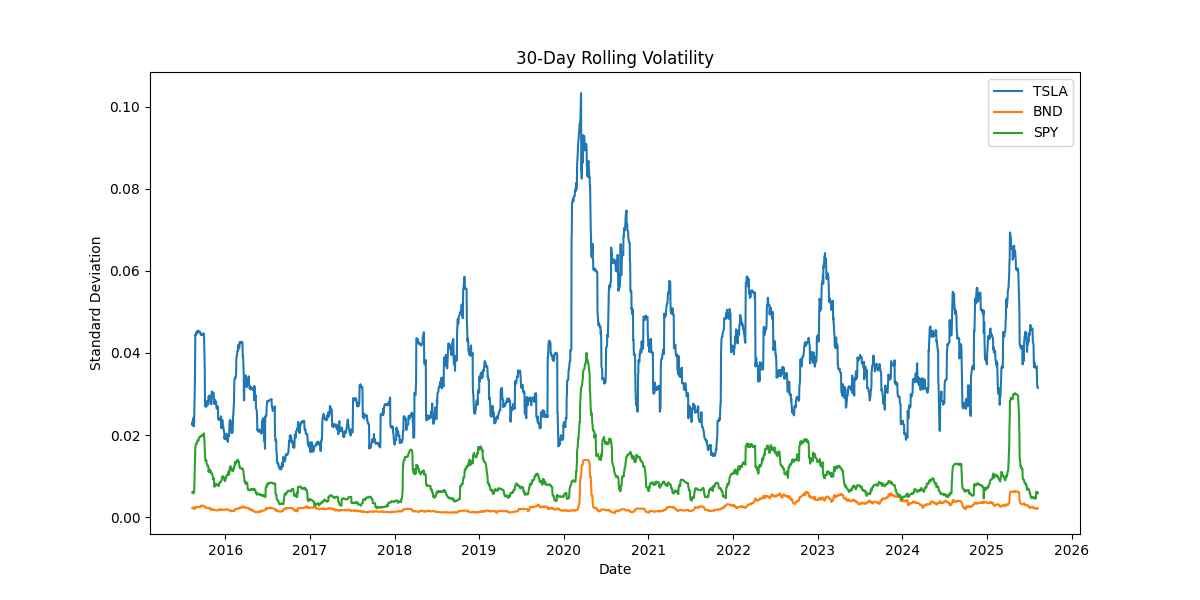 30-Day Rolling Volatility
TSLA
BND
SPY
Standard Deviation
0.10
0.08
0.06
0.04
0.02
0.00
2016 2017 2018 2019 2020 2021 2022 2023 2024 2025 2026
Date